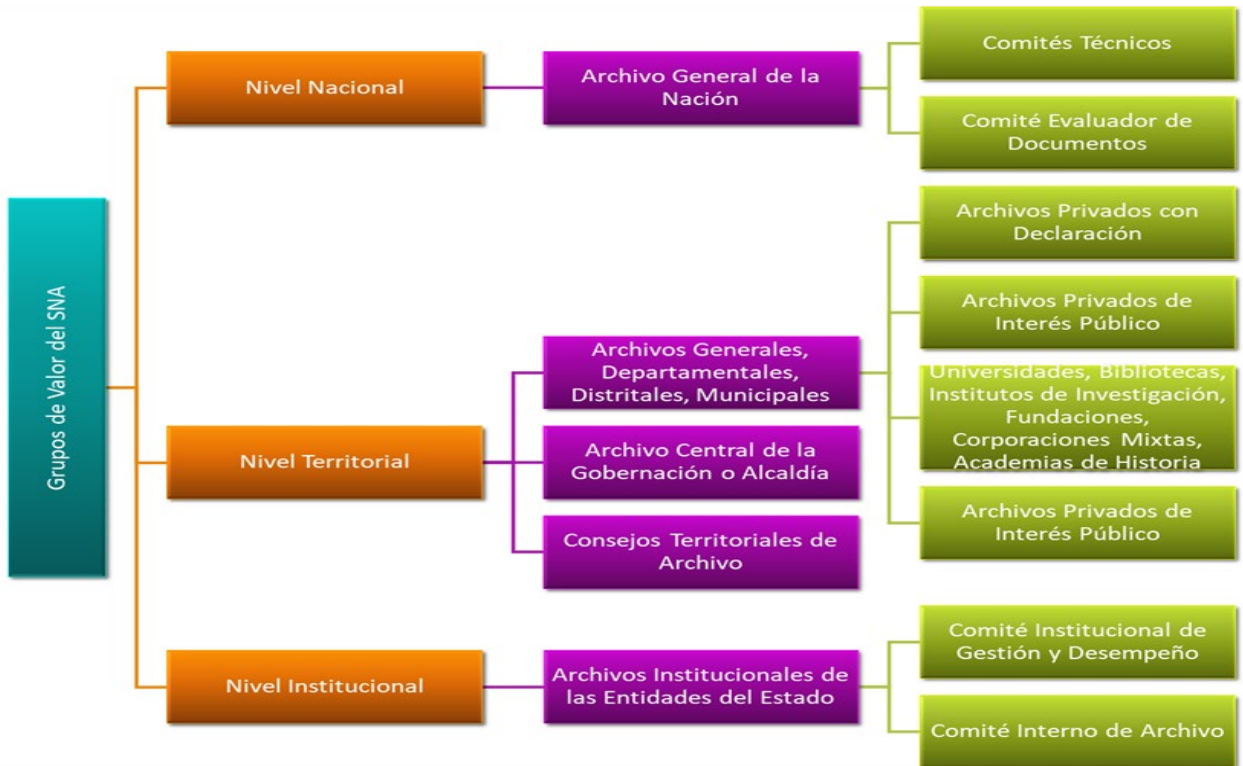 Grupos de Valor del SNA
Nivel Nacional
Archivo General de la
Nación
Comités Técnicos
Comité Evaluador de
Documentos
Nivel Territorial
Archivos Generales,
Departamentales,
Distritales, Municipales
Archivos Privados con
Declaración
Archivos Privados de
Interés Público
Universidades, Bibliotecas,
Institutos de Investigación,
Fundaciones,
Corporaciones Mixtas,
Academias de Historia
Archivos Privados de
Interés Público
Archivo Central de la
Gobernación o Alcaldía
Consejos Territoriales de
Archivo
Nivel Institucional
Archivos Institucionales de
las Entidades del Estado
Comité Institucional de
Gestión y Desempeño
Comité Interno de Archivo